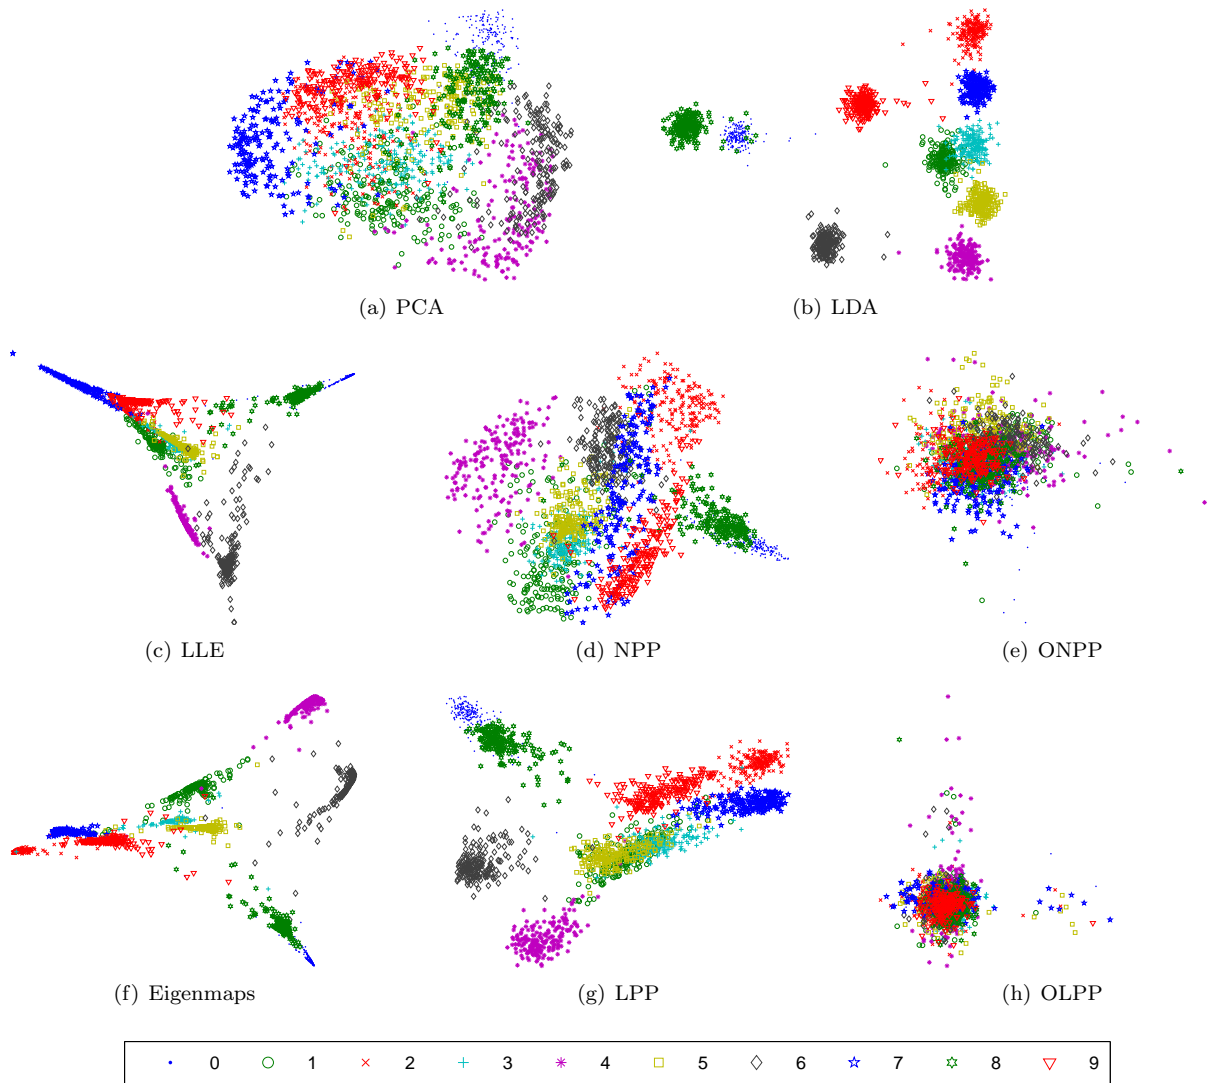 (a) PCA
(b) LDA
(c) LLE
(d) NPP
(e) ONPP
(f) Eigenmaps
(g) LPP
(h) OLPP
0 1 2 3 4 5 6 7 8 9